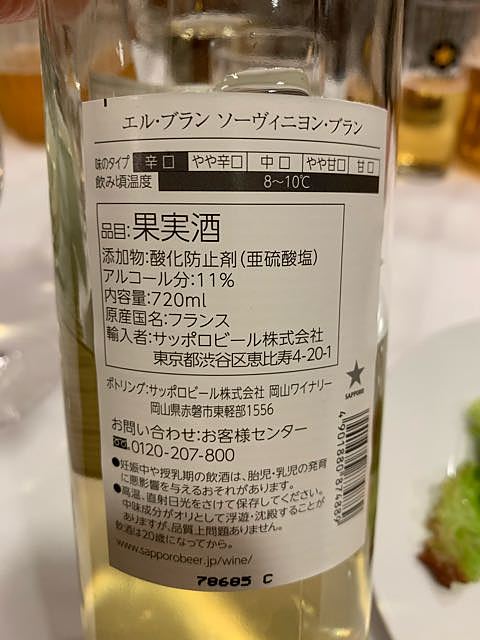 エル・ブラン ソーヴィニヨン・ブラン
味のタイプ 辛口 やや辛口 中口 やや甘口 甘口
飲み頃温度 8〜10℃
品目:果実酒
添加物:酸化防止剤(亜硫酸塩)
アルコール分:11%
内容量:720ml
原産国名:フランス
輸入者:サッポロビール株式会社
東京都渋谷区恵比寿4-20-1
SAPPORO
ボトリング:サッポロビール株式会社 岡山ワイナリー
岡山県赤磐市東軽部1556
お問い合わせ:お客様センター
0120-207-800
●妊娠中や授乳期の飲酒は、胎児・乳児の発育
に悪影響を与えるおそれがあります。
●高温、直射日光をさけて保存してください。
中味成分がオリとして浮遊・沈殿することが
ありますが、品質上問題ありません。
飲酒は20歳になってから。
www.sapporobeer.jp/wine/
78685 C